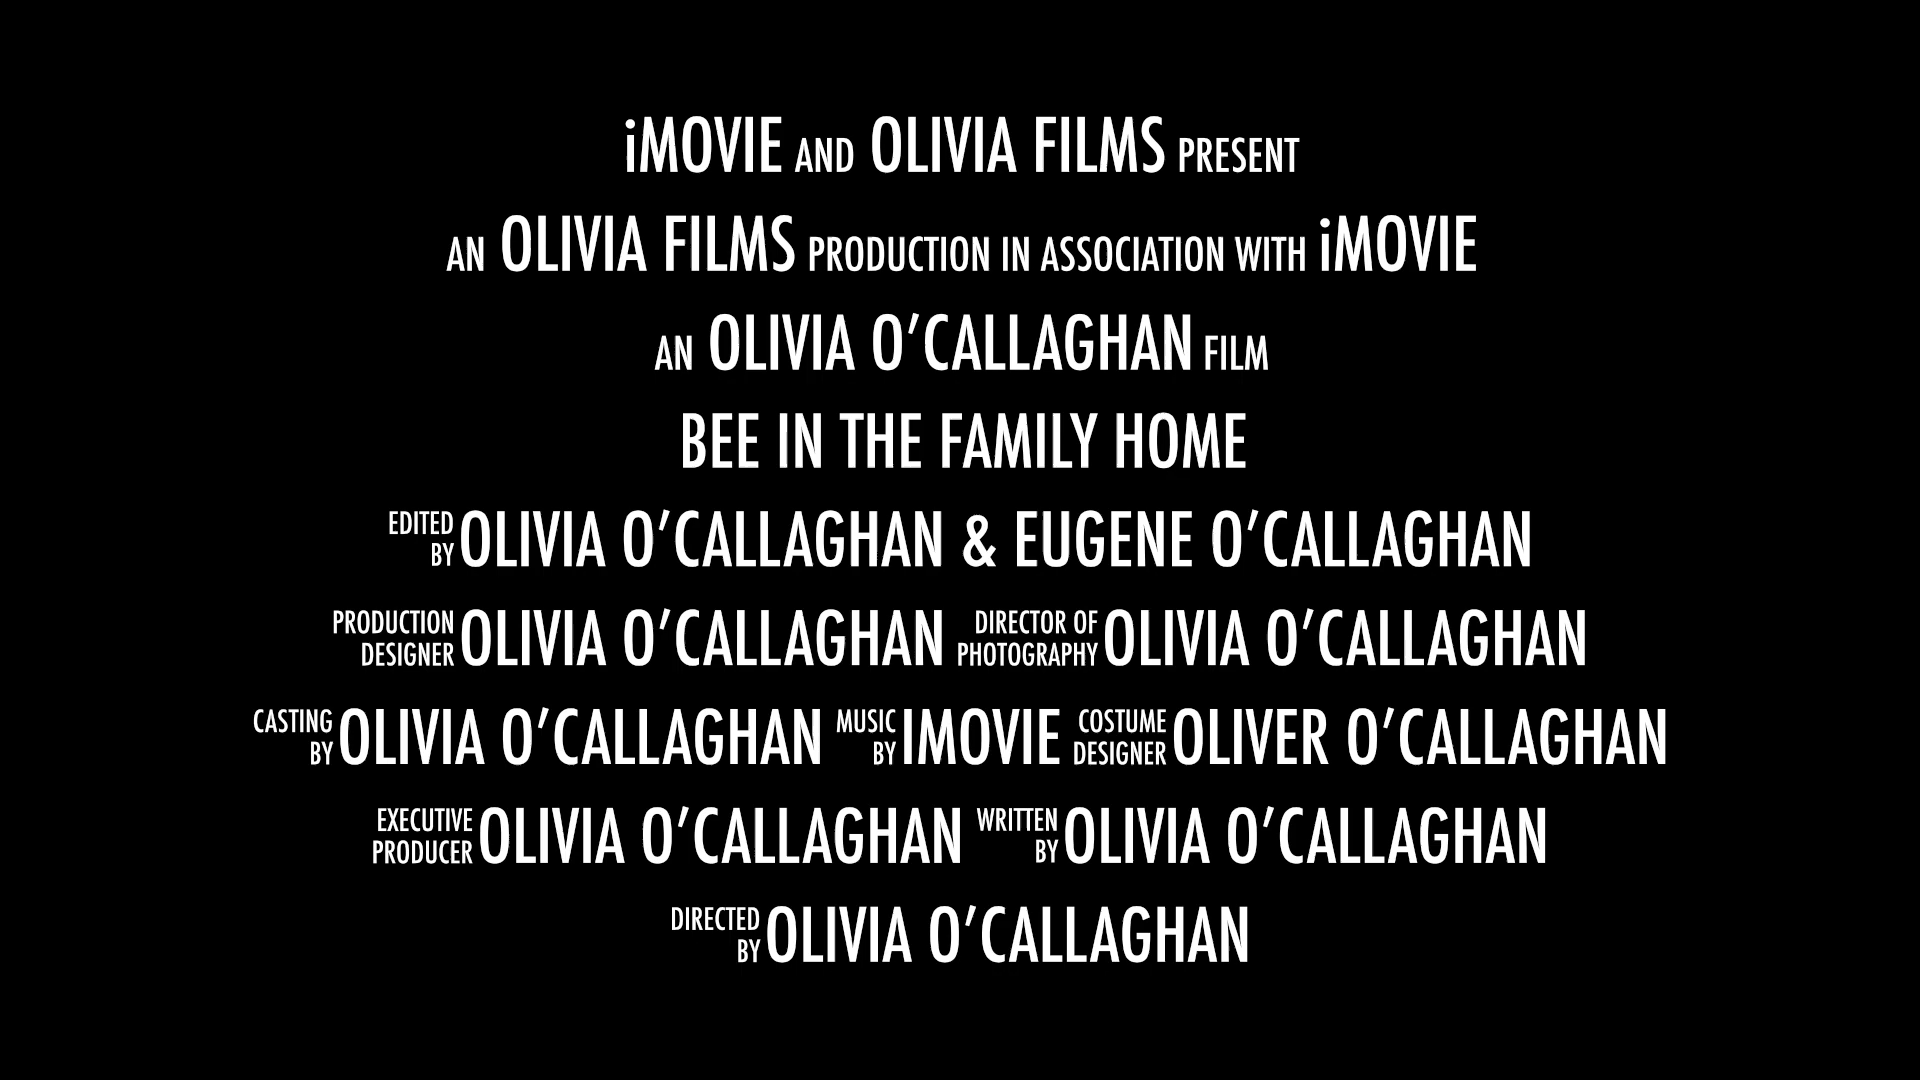 iMOVIE AND OLIVIA FILMS PRESENT
AN OLIVIA FILMS PRODUCTION IN ASSOCIATION WITH iMOVIE
AN OLIVIA O’CALLAGHAN FILM
BEE IN THE FAMILY HOME
EDITED BY OLIVIA O’CALLAGHAN & EUGENE O’CALLAGHAN
PRODUCTION DESIGNER OLIVIA O’CALLAGHAN DIRECTOR OF PHOTOGRAPHY OLIVIA O’CALLAGHAN
CASTING BY OLIVIA O’CALLAGHAN MUSIC BY IMOVIE COSTUME DESIGNER OLIVER O’CALLAGHAN
EXECUTIVE PRODUCER OLIVIA O’CALLAGHAN WRITTEN BY OLIVIA O’CALLAGHAN
DIRECTED BY OLIVIA O’CALLAGHAN